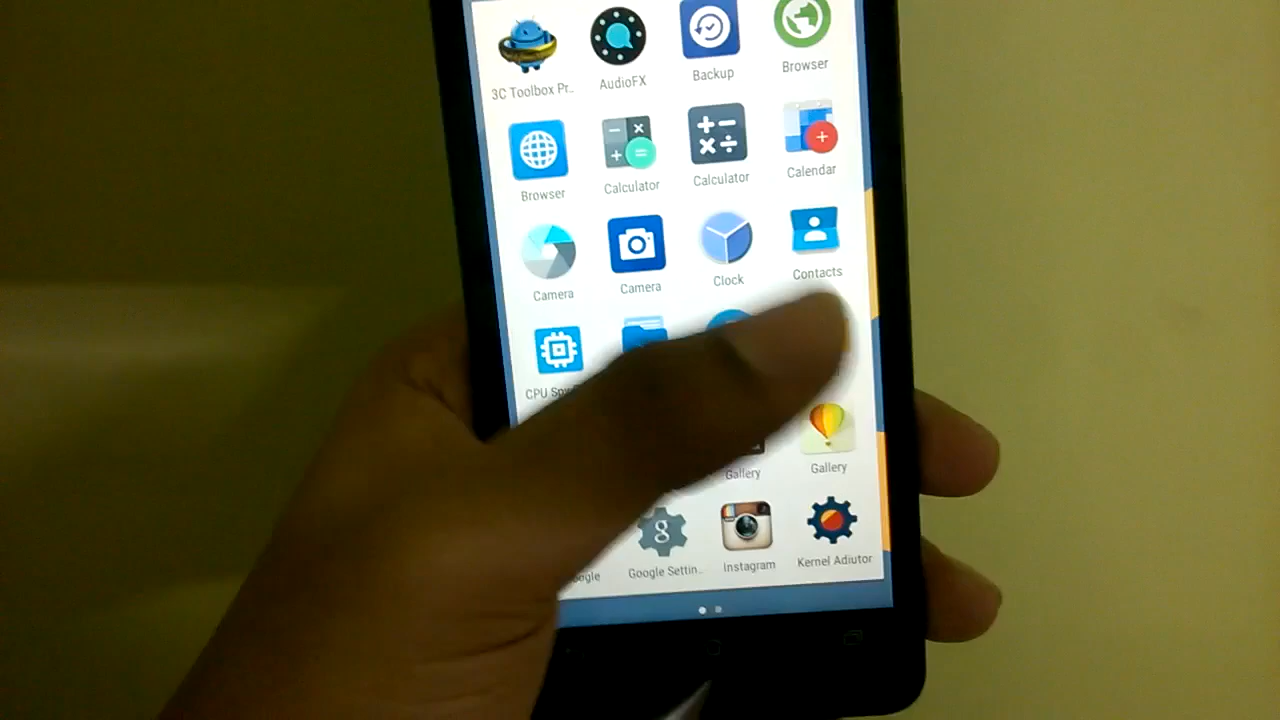 3C Toolbox Pr..
AudioFX
Backup
Browser
Browser
Calculator
Calculator
Calendar
Camera
Camera
Clock
Contacts
CPU Spy
Gallery
Gallery
ogle
Google Settin..
Instagram
Kernel Adiutor